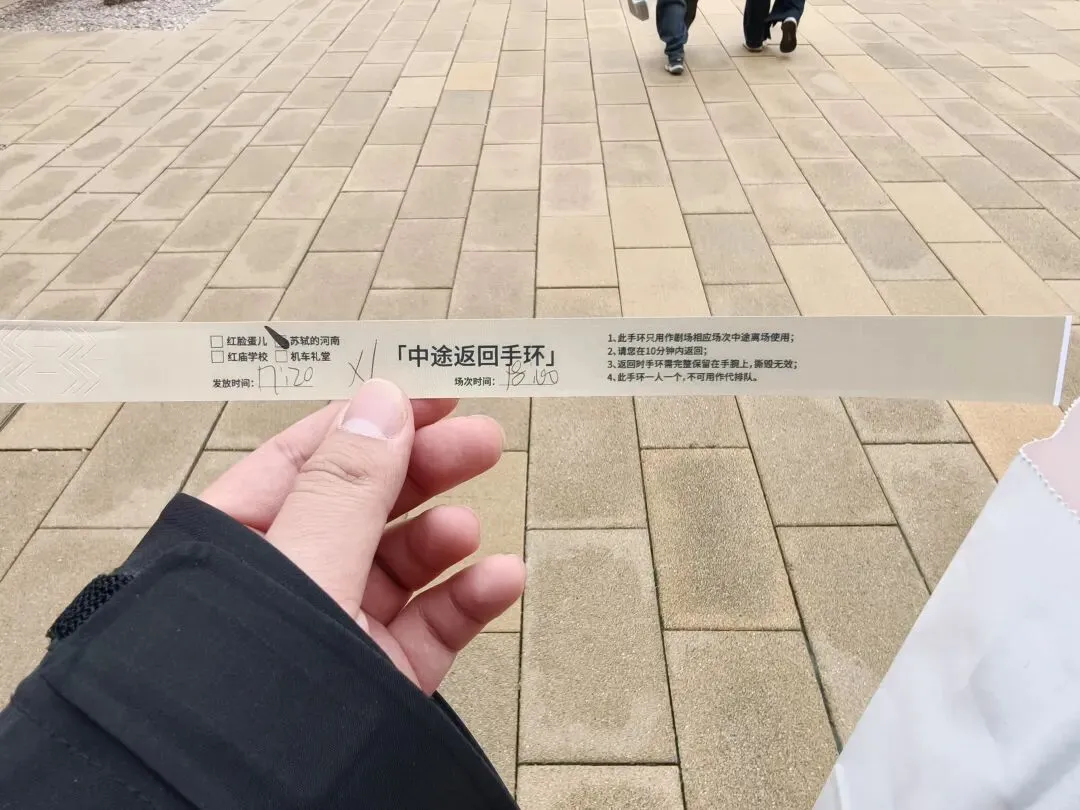 □ 红脸蛋儿 □ 苏轼的河南
□ 红庙学校 □ 机车礼堂
发放时间：17:20 X1
「中途返回手环」
场次时间：18:00
1、此手环只用作剧场相应场次中途离场使用；
2、请您在10分钟内返回；
3、返回时手环需完整保留在手腕上，撕毁无效；
4、此手环一人一个，不可用作代排队。